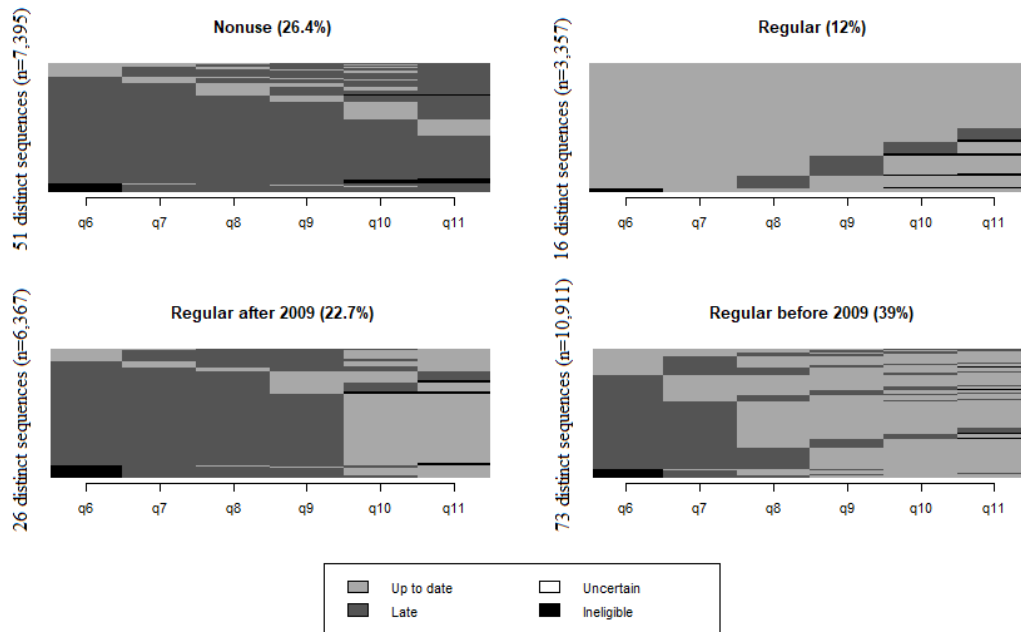 Nonuse (26.4%)
51 distinct sequences (n=7,395)
q6 q7 q8 q9 q10 q11
Regular (12%)
16 distinct sequences (n=3,357)
q6 q7 q8 q9 q10 q11
Regular after 2009 (22.7%)
26 distinct sequences (n=6,367)
q6 q7 q8 q9 q10 q11
Regular before 2009 (39%)
73 distinct sequences (n=10,911)
q6 q7 q8 q9 q10 q11
Up to date
Late
Uncertain
Ineligible